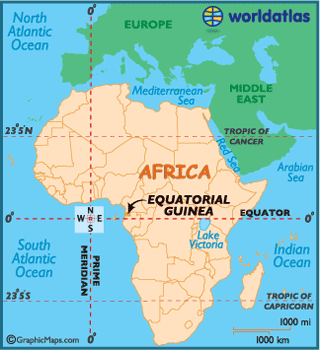 0°
worldatlas
North
Atlantic
Ocean
EUROPE
Mediterranean
Sea
MIDDLE
EAST
23°5'N
TROPIC OF
CANCER
Red Sea
Arabian
Sea
AFRICA
EQUATORIAL
GUINEA
EQUATOR
0°
0°
N
W E
S
Lake
Victoria
South
Atlantic
Ocean
PRIME
MERIDIAN
Indian
Ocean
23°5'S
TROPIC OF
CAPRICORN
1000 mi
1000 km
©GraphicMaps.com
0°